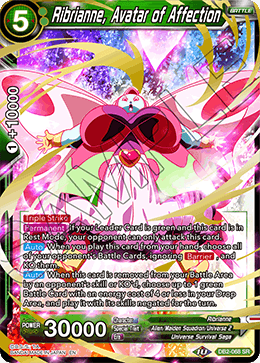 5
Ribrianne, Avatar of Affection
BATTLE
1 +10000
Triple Strike
Permanent If your Leader Card is green and this card is in
Rest Mode, your opponent can only attack this card.
Auto When you play this card from your hand, choose all
of your opponent's Battle Cards, ignoring Barrier, and
KO them.
Auto When this card is removed from your Battle Area
by an opponent's skill or KO'd, choose up to 1 green
Battle Card with an energy cost of 4 or less in your Drop
Area, and play it with its skills negated for the turn.
POWER
30000
Character
Ribrianne
Special Trait
Alien Maiden Squadron/Universe 2
Era
Universe Survival Saga
DB2-068 SR